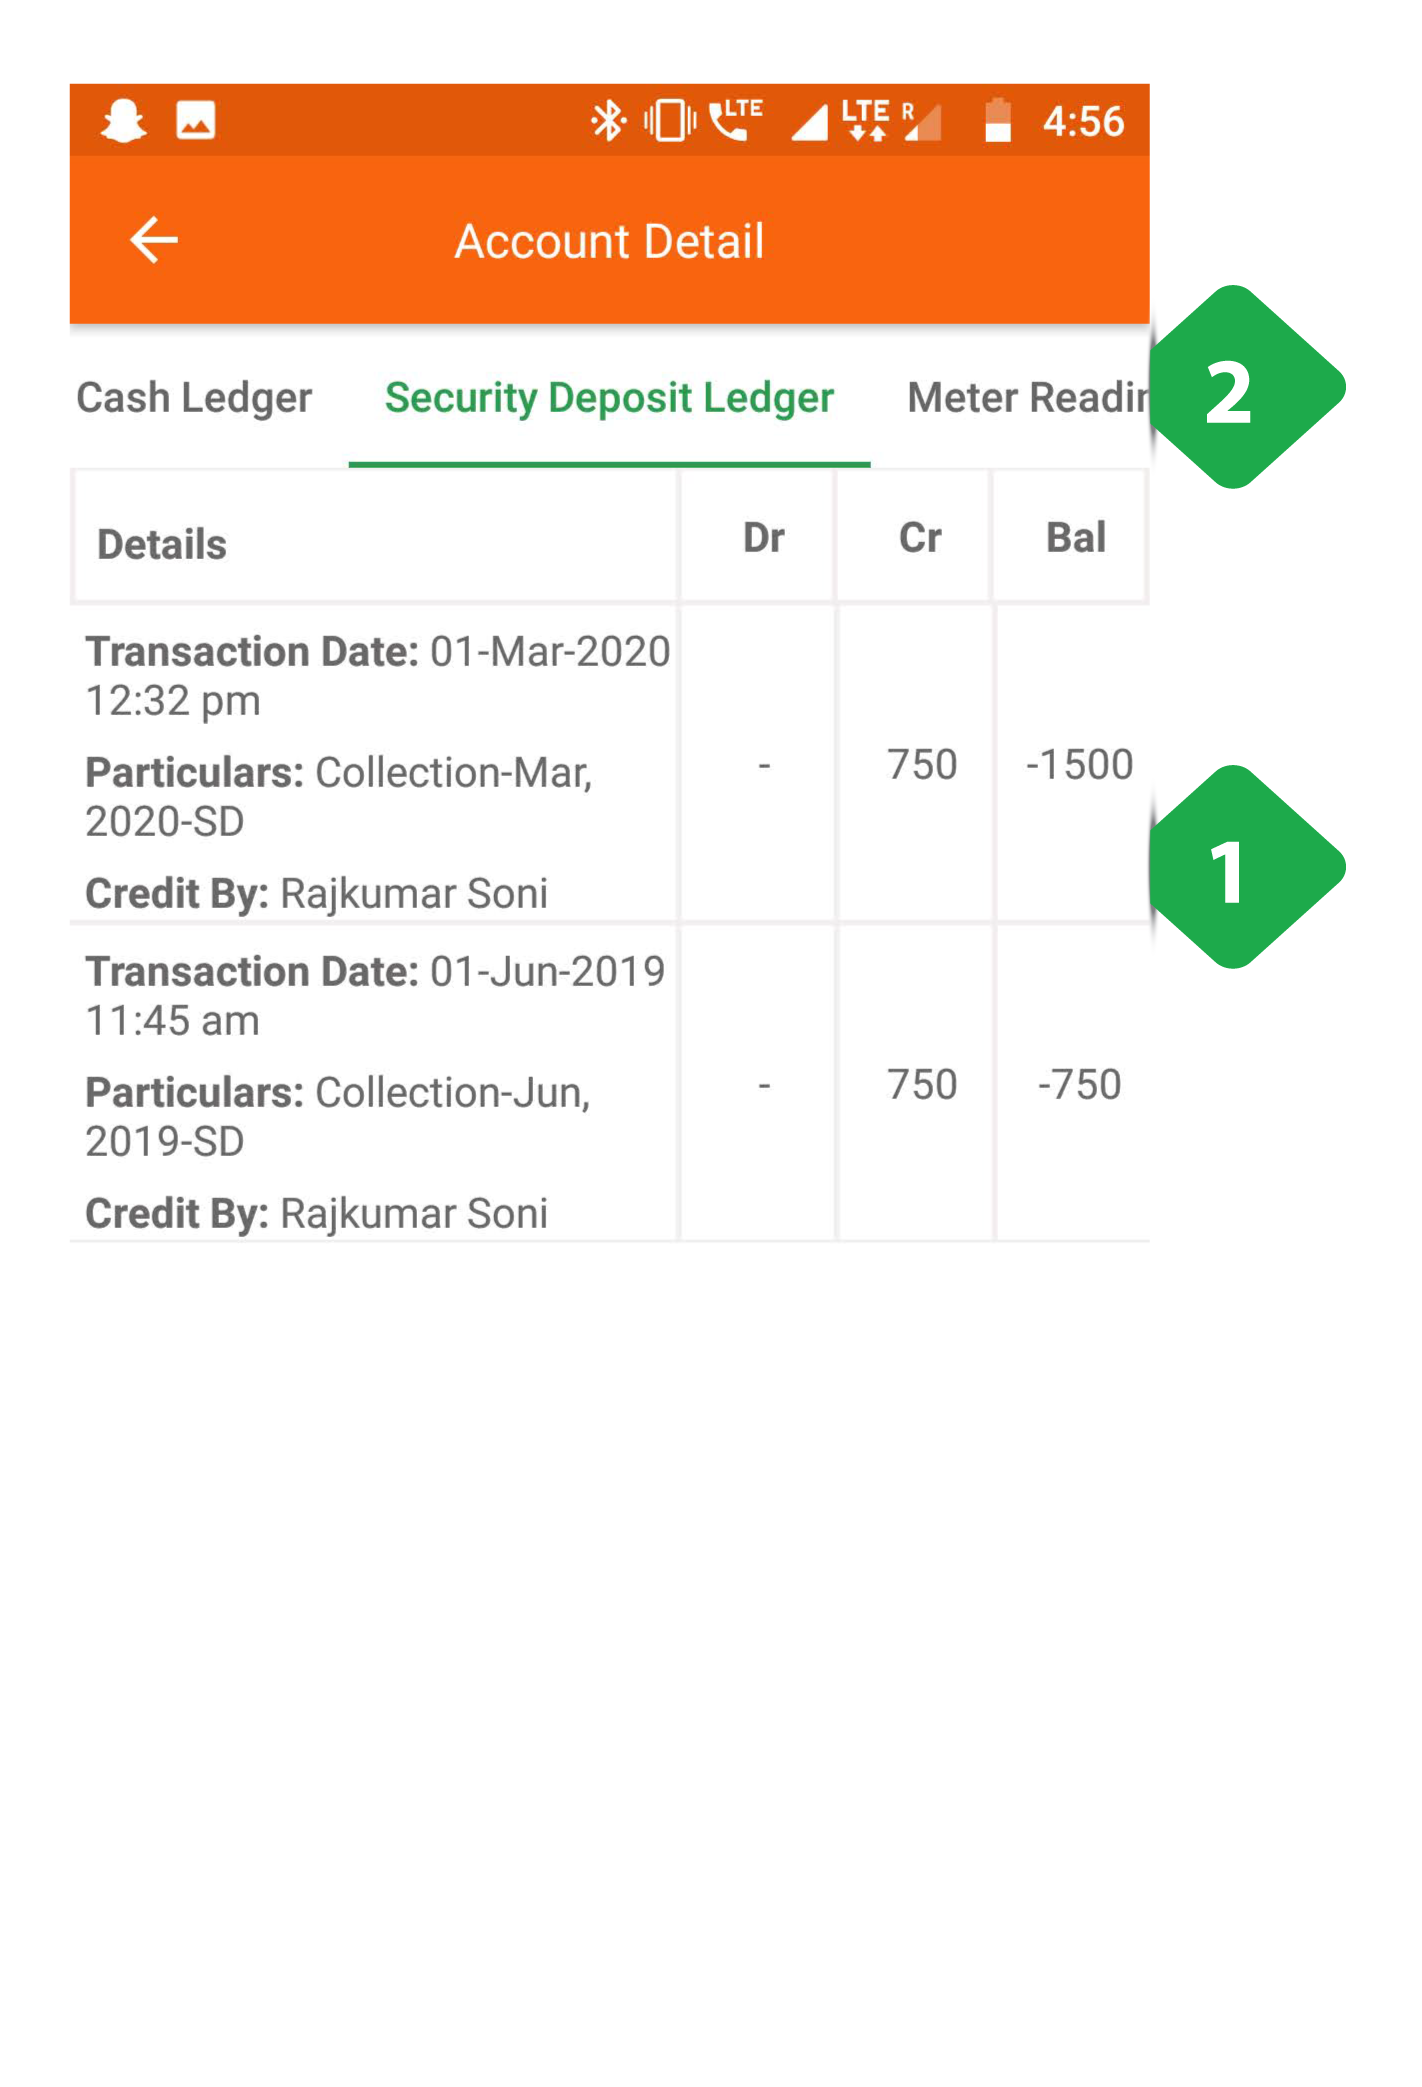 LTE LTE R 4:56
Account Detail
Cash Ledger Security Deposit Ledger Meter Readin
2
Details Dr Cr Bal
Transaction Date: 01-Mar-2020
12:32 pm
Particulars: Collection-Mar,
2020-SD
- 750 -1500
Credit By: Rajkumar Soni
1
Transaction Date: 01-Jun-2019
11:45 am
Particulars: Collection-Jun,
2019-SD
- 750 -750
Credit By: Rajkumar Soni